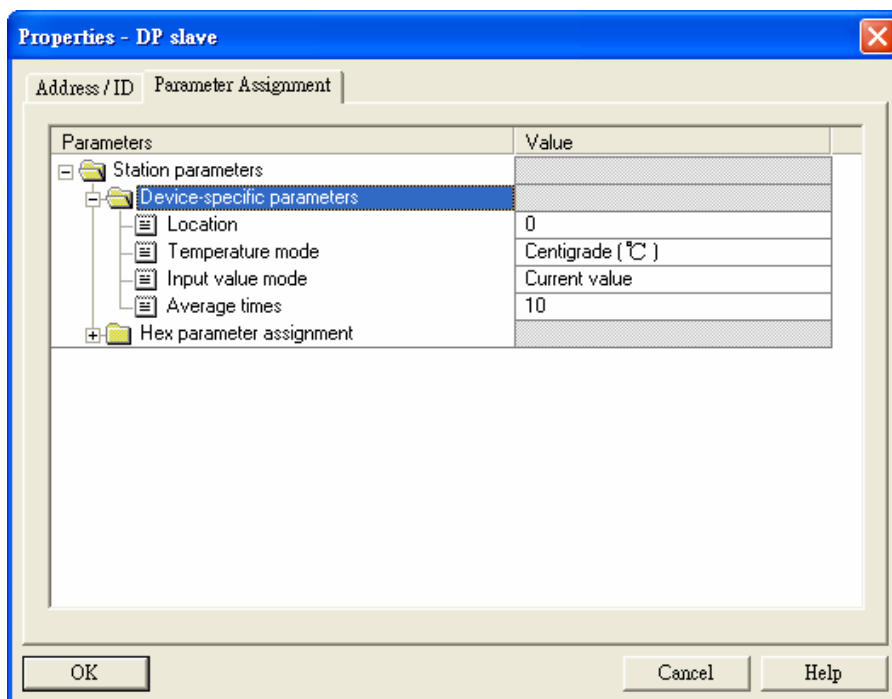 Properties - DP slave
Address / ID Parameter Assignment
Parameters Value
Station parameters
Device-specific parameters
Location 0
Temperature mode Centigrade ( ℃ )
Input value mode Current value
Average times 10
Hex parameter assignment
OK Cancel Help